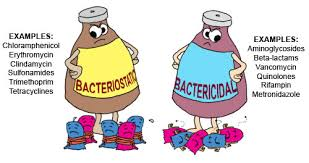 EXAMPLES:
Chloramphenicol
Erythromycin
Clindamycin
Sulfonamides
Trimethoprim
Tetracyclines
BACTERIOSTATIC
BACTERICIDAL
EXAMPLES:
Aminoglycosides
Beta-lactams
Vancomycin
Quinolones
Rifampin
Metronidazole